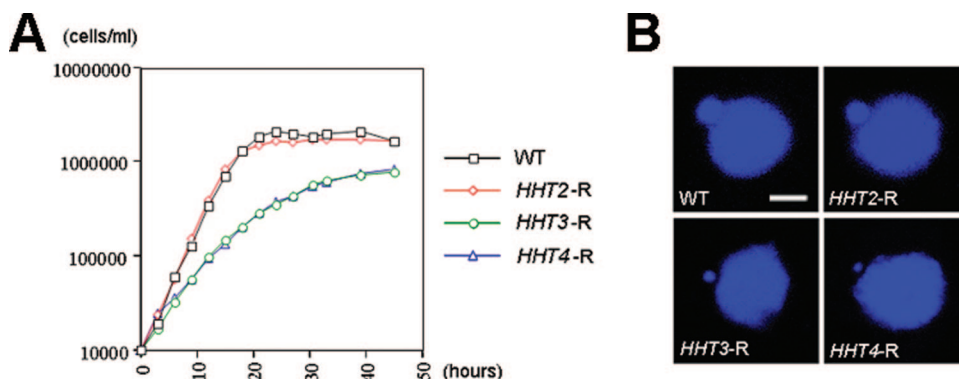 A
(cells/ml)
10000000
1000000
100000
10000
0
10
20
30
40
50
(hours)
WT
HHT2-R
HHT3-R
HHT4-R
B
WT
HHT2-R
HHT3-R
HHT4-R